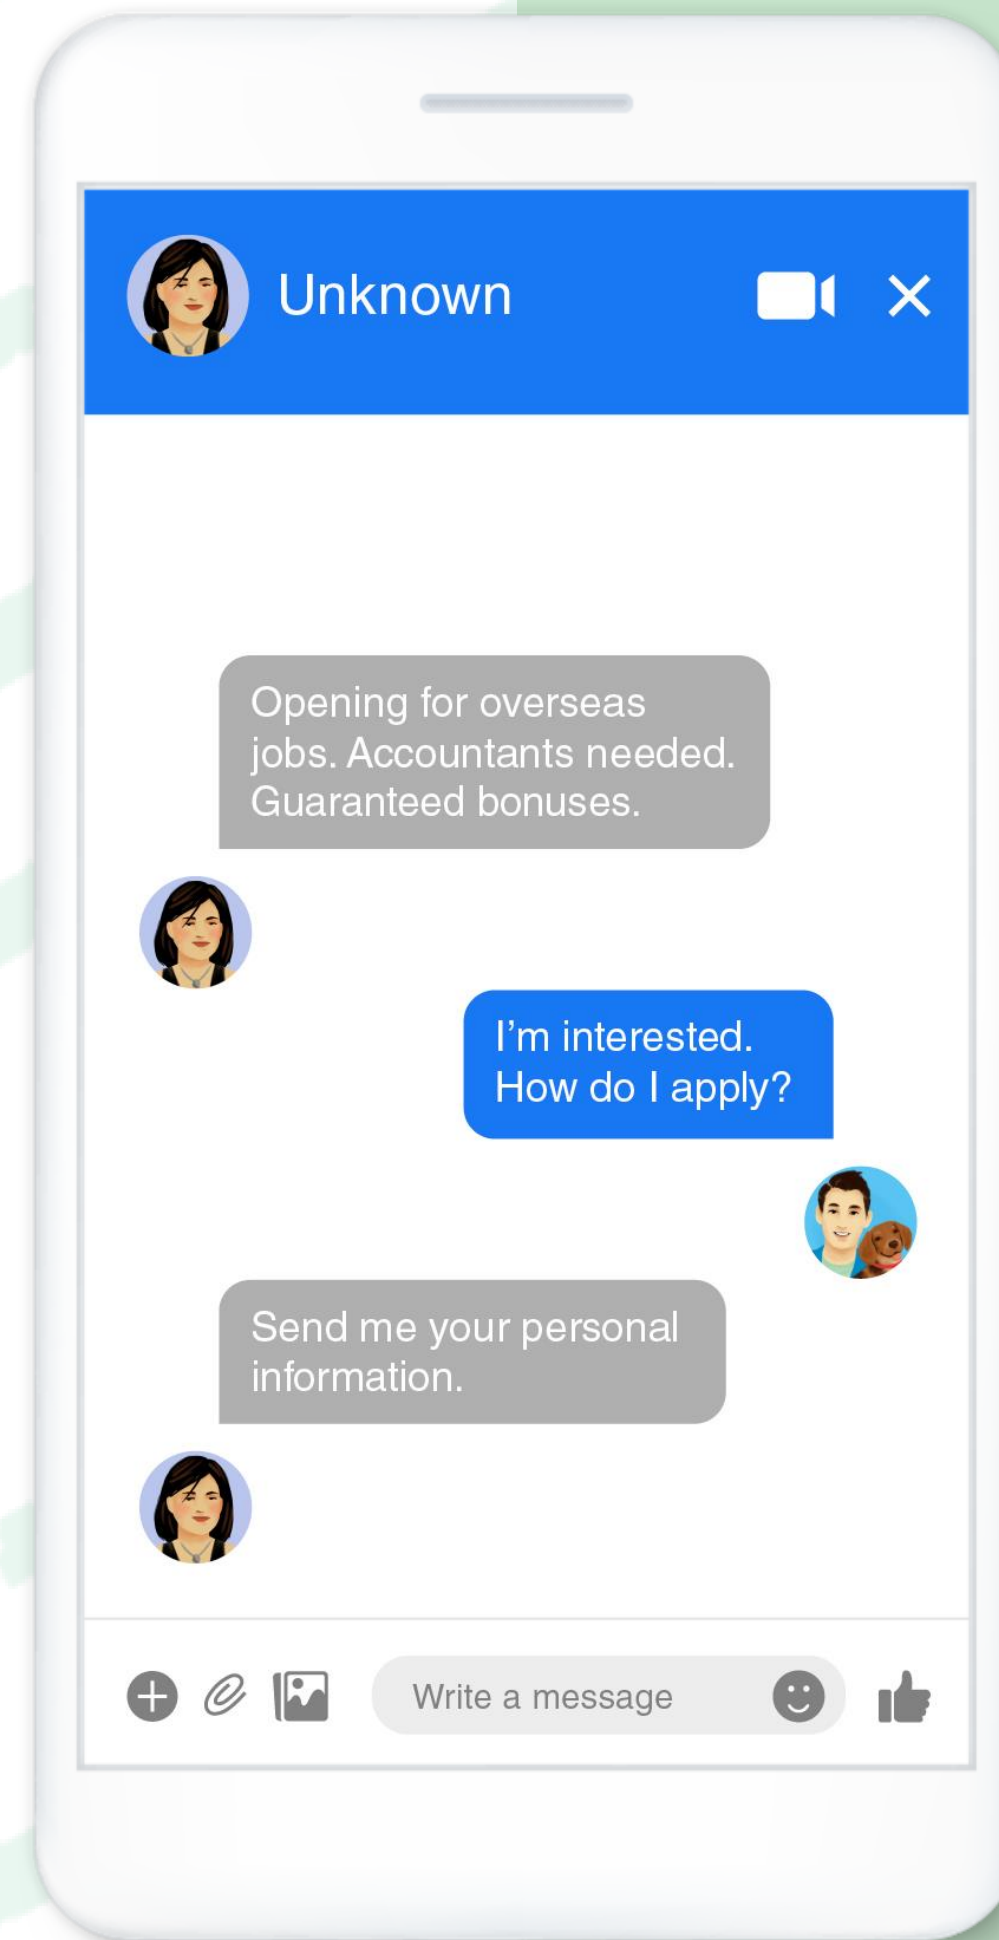 Unknown
Opening for overseas
jobs. Accountants needed.
Guaranteed bonuses.
I’m interested.
How do I apply?
Send me your personal
information.
Write a message